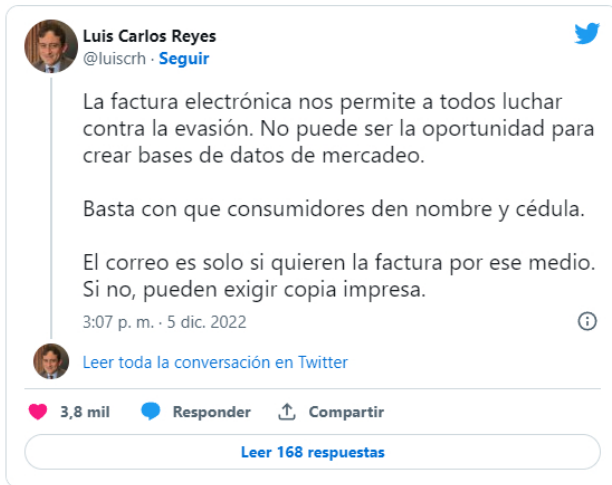 Luis Carlos Reyes
@luiscrh · Seguir
La factura electrónica nos permite a todos luchar
contra la evasión. No puede ser la oportunidad para
crear bases de datos de mercadeo.
Basta con que consumidores den nombre y cédula.
El correo es solo si quieren la factura por ese medio.
Si no, pueden exigir copia impresa.
3:07 p. m. · 5 dic. 2022
Leer toda la conversación en Twitter
3,8 mil Responder Compartir
Leer 168 respuestas